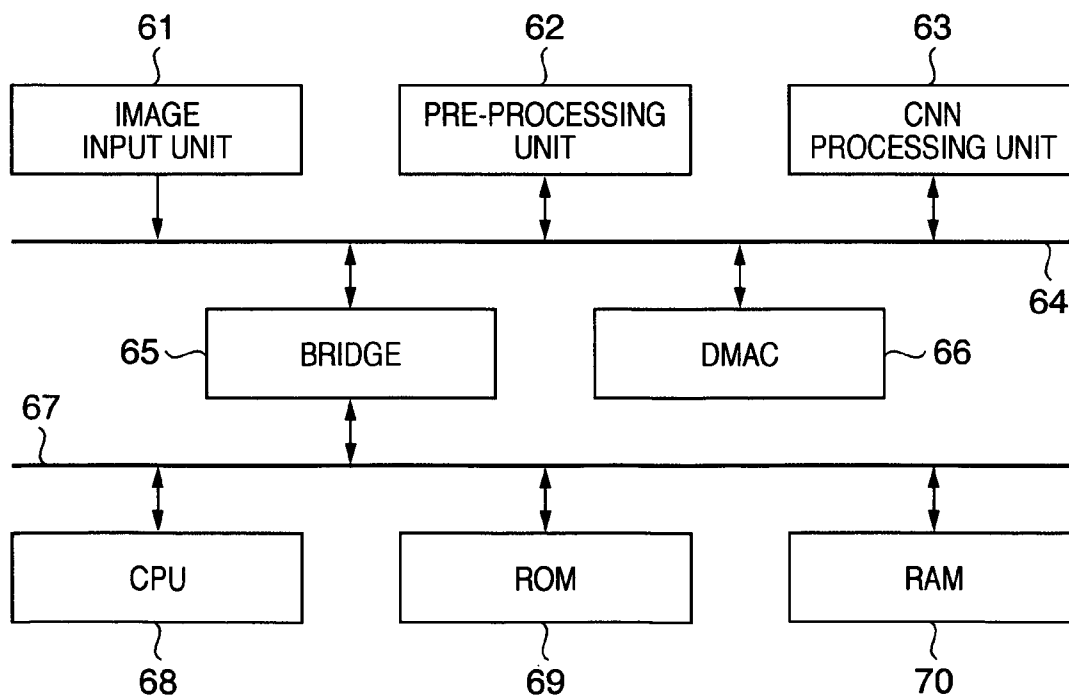 61
62
63
IMAGE
INPUT UNIT
PRE-PROCESSING
UNIT
CNN
PROCESSING UNIT
64
65
BRIDGE
DMAC
66
67
CPU
ROM
RAM
68
69
70